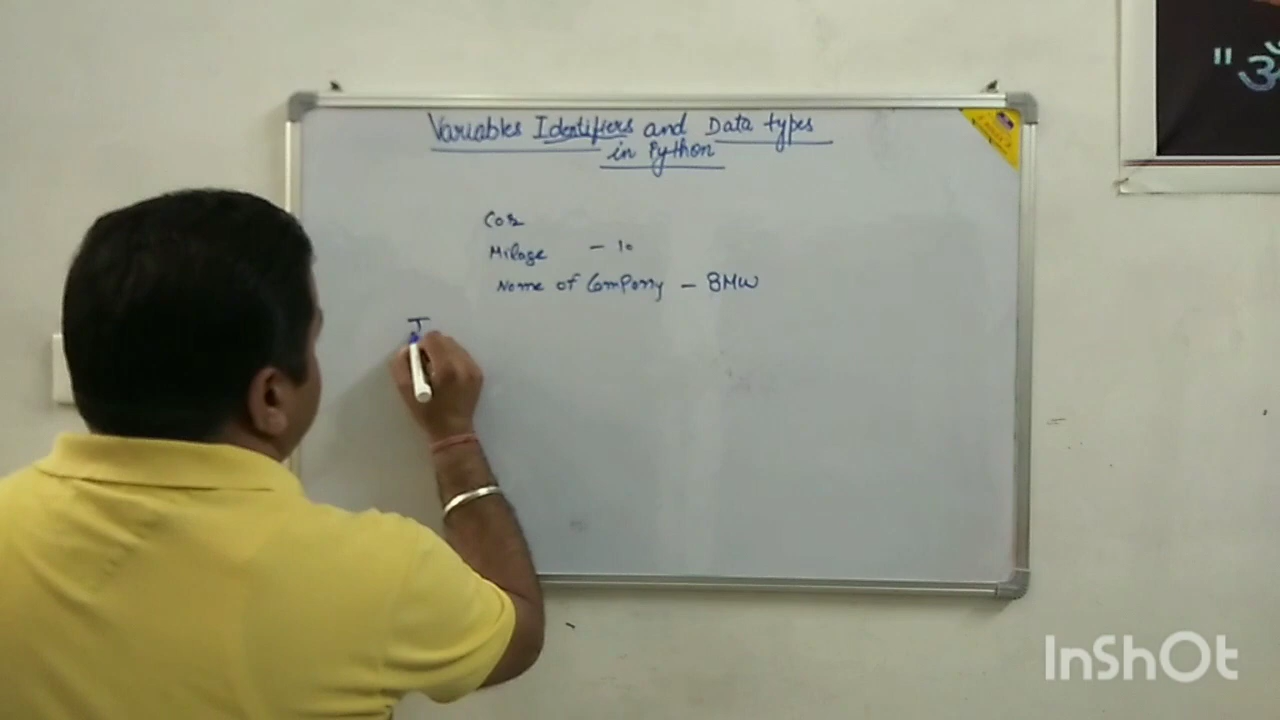 Variables Identifiers and Data types
in Python
Car
Milage – 10
Name of Company – BMW
T
"ॐ
InShOt